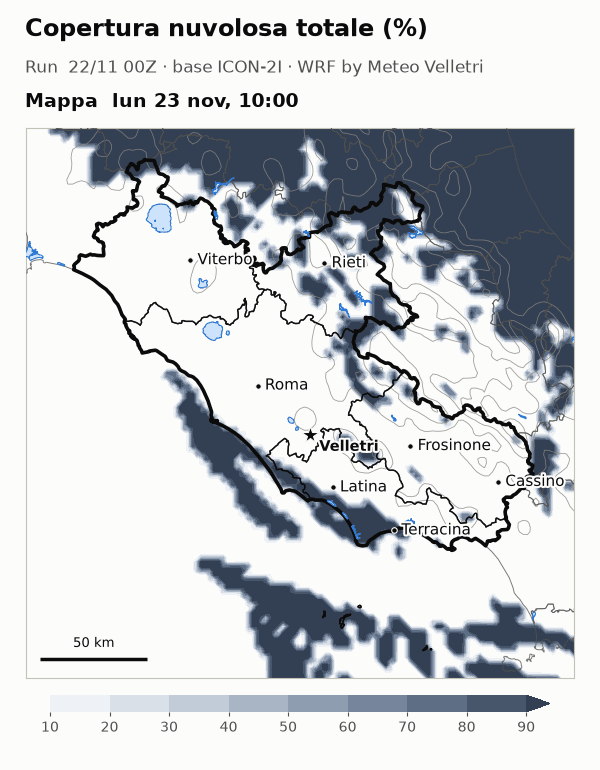 Copertura nuvolosa totale (%)
Run  22/11 00Z · base ICON-2I · WRF by Meteo Velletri
Mappa  lun 23 nov, 10:00
Viterbo
Rieti
Roma
Velletri
Frosinone
Latina
Cassino
Terracina
50 km
10 20 30 40 50 60 70 80 90